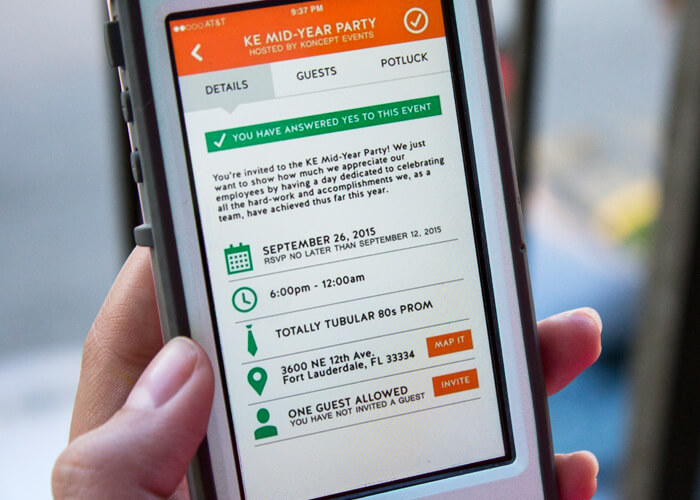 AT&T 9:37 PM
KE MID-YEAR PARTY
HOSTED BY KONCEPT EVENTS
DETAILS GUESTS POTLUCK
YOU HAVE ANSWERED YES TO THIS EVENT
You're invited to the KE Mid-Year Party! We just
want to show how much we appreciate our
employees by having a day dedicated to celebrating
all the hard-work and accomplishments we, as a
team, have achieved thus far this year.
SEPTEMBER 26, 2015
RSVP NO LATER THAN SEPTEMBER 12, 2015
6:00pm - 12:00am
TOTALLY TUBULAR 80s PROM
3600 NE 12th Ave,
Fort Lauderdale, FL 33334
MAP IT
ONE GUEST ALLOWED
YOU HAVE NOT INVITED A GUEST
INVITE